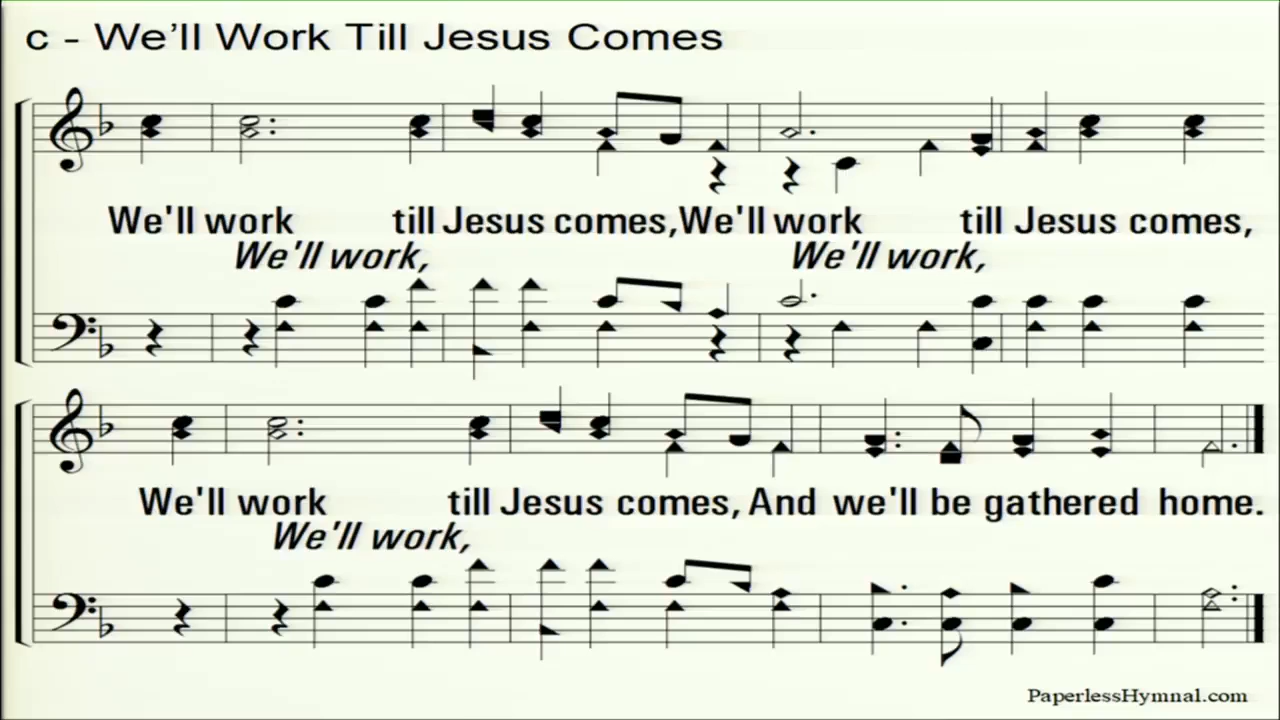 c - We’ll Work Till Jesus Comes
We'll work till Jesus comes, We'll work till Jesus comes,
We'll work, We'll work,
We'll work till Jesus comes, And we'll be gathered home.
We'll work,
PaperlessHymnal.com